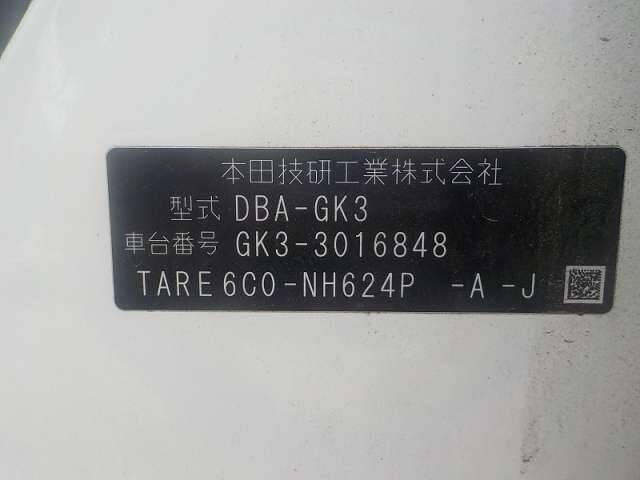 本田技研工業株式会社
型式 DBA-GK3
車台番号 GK3-3016848
TARE6C0-NH624P -A -J